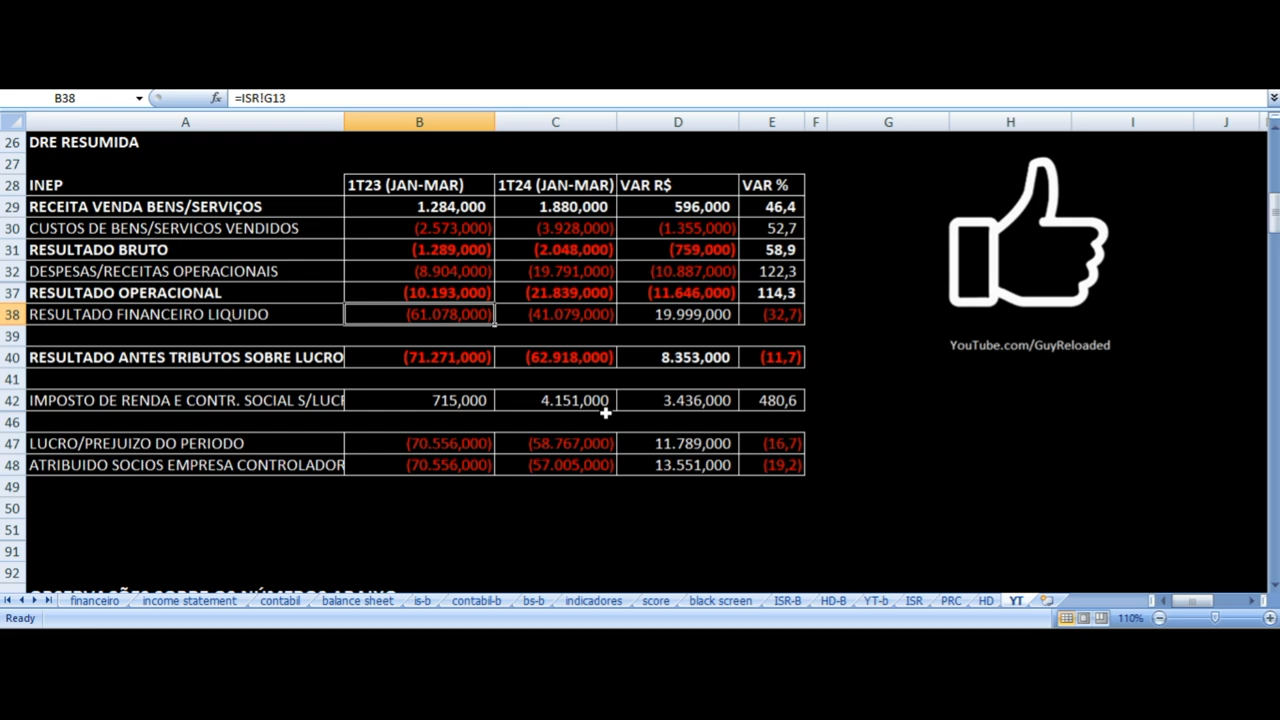 B38 fx =ISR!G13
A B C D E F G H I J
26 DRE RESUMIDA
27
28 INEP 1T23 (JAN-MAR) 1T24 (JAN-MAR) VAR R$ VAR %
29 RECEITA VENDA BENS/SERVIÇOS 1.284,000 1.880,000 596,000 46,4
30 CUSTOS DE BENS/SERVICOS VENDIDOS (2.573,000) (3.928,000) (1.355,000) 52,7
31 RESULTADO BRUTO (1.289,000) (2.048,000) (759,000) 58,9
32 DESPESAS/RECEITAS OPERACIONAIS (8.904,000) (19.791,000) (10.887,000) 122,3
37 RESULTADO OPERACIONAL (10.193,000) (21.839,000) (11.646,000) 114,3
38 RESULTADO FINANCEIRO LIQUIDO (61.078,000) (41.079,000) 19.999,000 (32,7)
YouTube.com/GuyReloaded
39
40 RESULTADO ANTES TRIBUTOS SOBRE LUCRO (71.271,000) (62.918,000) 8.353,000 (11,7)
41
42 IMPOSTO DE RENDA E CONTR. SOCIAL S/LUCR 715,000 4.151,000 3.436,000 480,6
46
47 LUCRO/PREJUIZO DO PERIODO (70.556,000) (58.767,000) 11.789,000 (16,7)
48 ATRIBUIDO SOCIOS EMPRESA CONTROLADOR (70.556,000) (57.005,000) 13.551,000 (19,2)
49
50
51
91
92
OBSERVAÇÕES SOBRE OS NÚMEROS ABAIXO
financeiro income statement contabil balance sheet is-b contabil-b bs-b indicadores score black screen ISR-B HD-B YT-b ISR PRC HD YT
Ready 110%